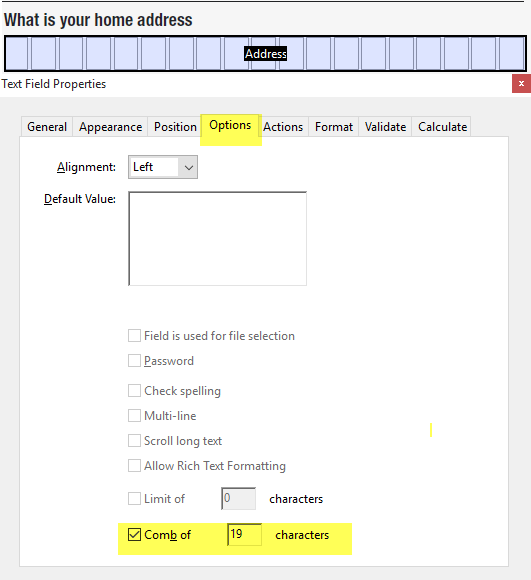 What is your home address
Address
Text Field Properties
x
General Appearance Position Options Actions Format Validate Calculate
Alignment: Left
Default Value:
Field is used for file selection
Password
Check spelling
Multi-line
Scroll long text
Allow Rich Text Formatting
Limit of 0 characters
Comb of 19 characters